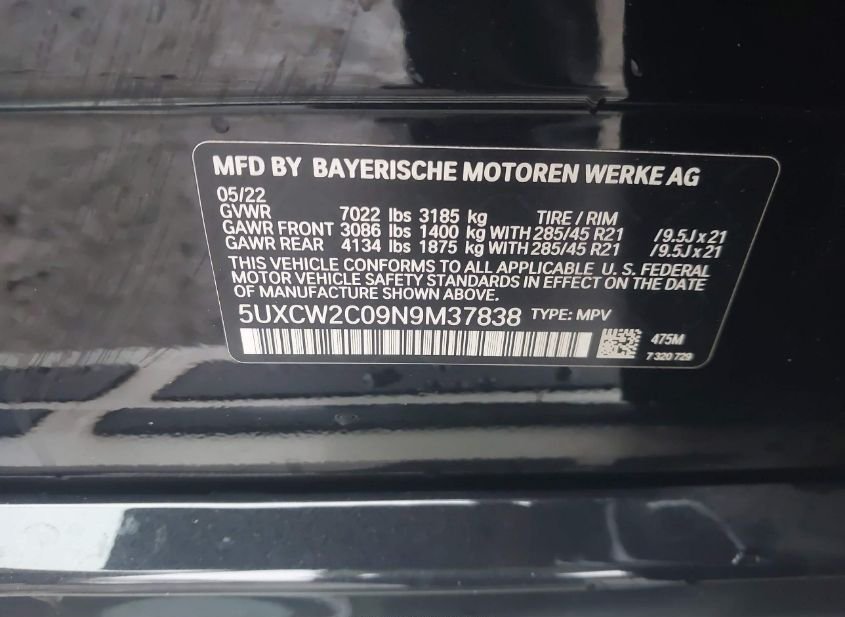 MFD BY BAYERISCHE MOTOREN WERKE AG
05/22
GVWR 7022 lbs 3185 kg TIRE / RIM
GAWR FRONT 3086 lbs 1400 kg WITH 285/45 R21 / 9.5J x 21
GAWR REAR 4134 lbs 1875 kg WITH 285/45 R21 / 9.5J x 21
THIS VEHICLE CONFORMS TO ALL APPLICABLE U. S. FEDERAL
MOTOR VEHICLE SAFETY STANDARDS IN EFFECT ON THE DATE
OF MANUFACTURE SHOWN ABOVE.
5UXCW2C09N9M37838 TYPE: MPV
475M
7 320 729